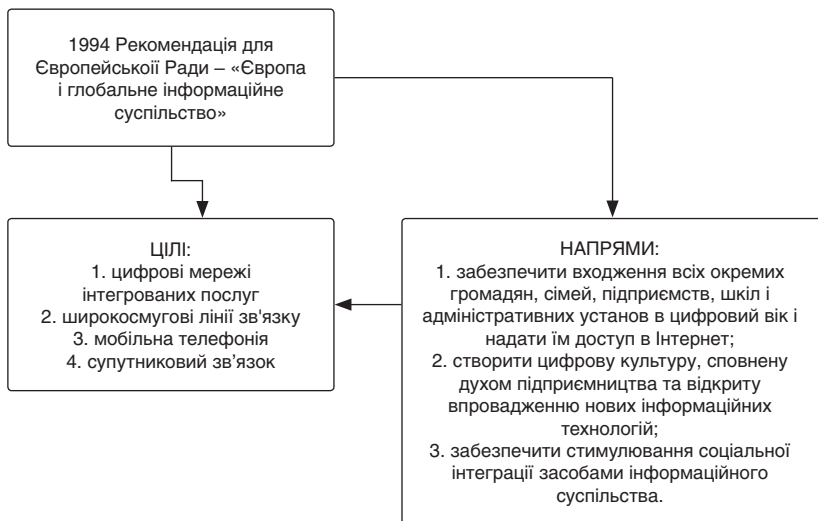 1994 Рекомендація для
Європейськоїі Ради – «Європа
і глобальне інформаційне
суспільство»
ЦІЛІ:
1. цифрові мережі
інтегрованих послуг
2. широкосмугові лінії зв'язку
3. мобільна телефонія
4. супутниковий зв’язок
НАПРЯМИ:
1. забезпечити входження всіх окремих
громадян, сімей, підприємств, шкіл і
адміністративних установ в цифровий вік і
надати їм доступ в Інтернет;
2. створити цифрову культуру, сповнену
духом підприємництва та відкриту
впровадженню нових інформаційних
технологій;
3. забезпечити стимулювання соціальної
інтеграції засобами інформаційного
суспільства.